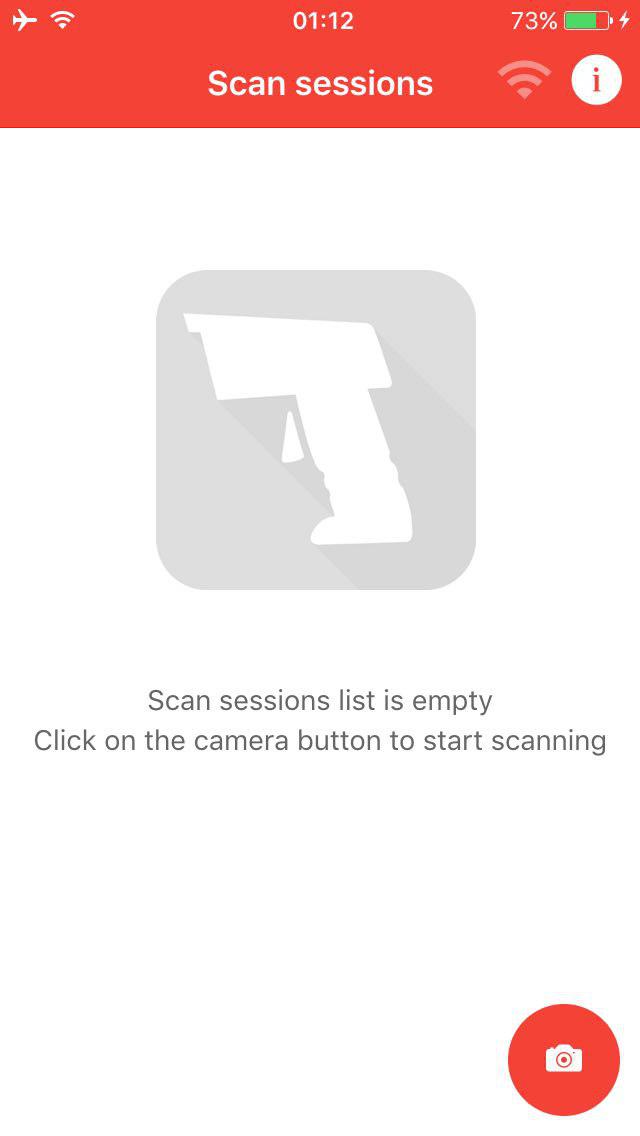 01:12
73%
Scan sessions
i
Scan sessions list is empty
Click on the camera button to start scanning